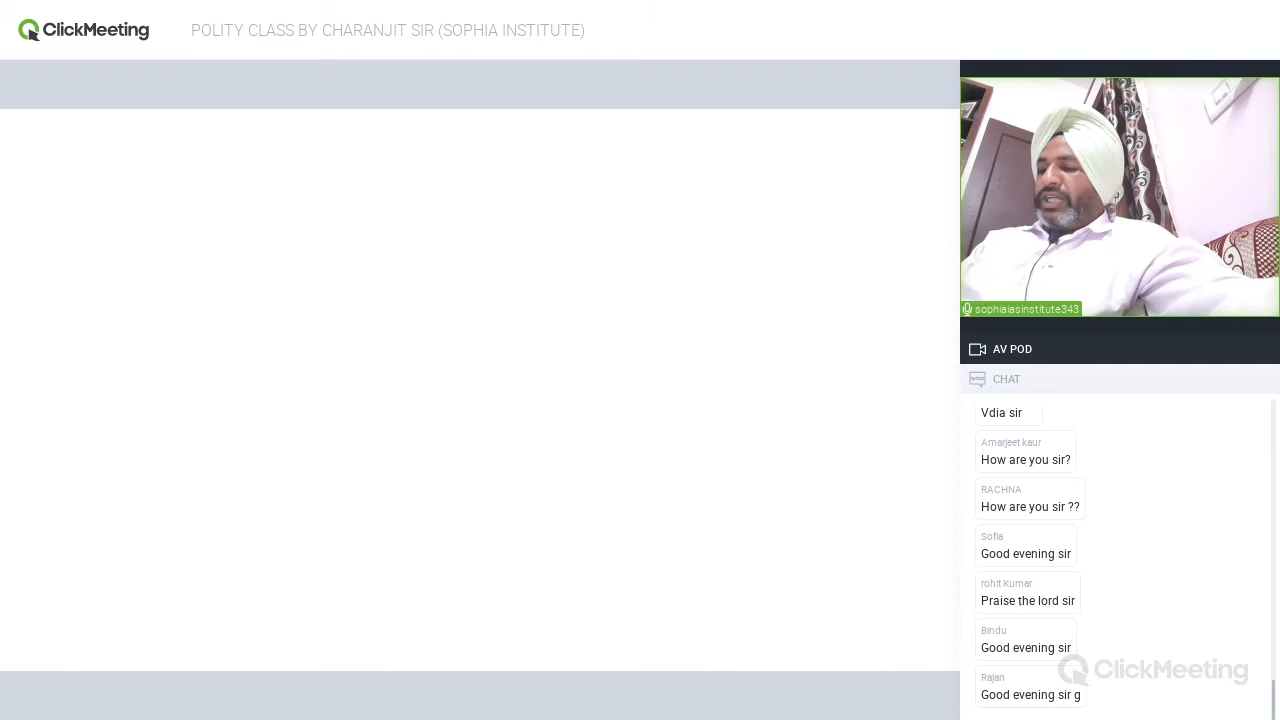 ClickMeeting
POLITY CLASS BY CHARANJIT SIR (SOPHIA INSTITUTE)
sophiaiasinstitute343
AV POD
CHAT
Vdia sir
Amarjeet kaur
How are you sir?
RACHNA
How are you sir ??
Sofia
Good evening sir
rohit Kumar
Praise the lord sir
Bindu
Good evening sir
ClickMeeting
Rajan
Good evening sir g